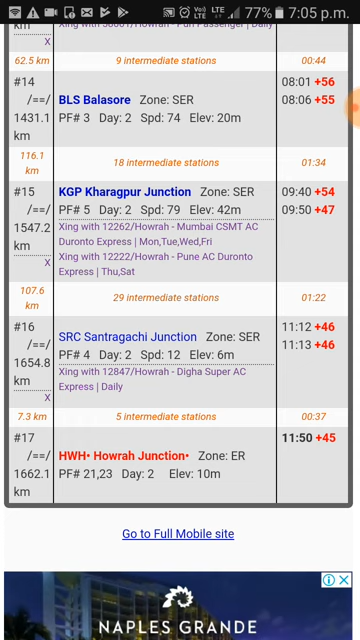 77% 7:05 p.m.
km
Xing with 58001/Howrah - Puri Passenger | Daily
X
62.5 km 9 intermediate stations 00:44
#14
/==/
1431.1
km
BLS Balasore Zone: SER
PF# 3 Day: 2 Spd: 74 Elev: 20m
08:01 +56
08:06 +55
116.1
km
18 intermediate stations 01:34
#15
/==/
1547.2
km
X
KGP Kharagpur Junction Zone: SER
PF# 5 Day: 2 Spd: 79 Elev: 42m
Xing with 12262/Howrah - Mumbai CSMT AC
Duronto Express | Mon,Tue,Wed,Fri
Xing with 12222/Howrah - Pune AC Duronto
Express | Thu,Sat
09:40 +54
09:50 +47
107.6
km
29 intermediate stations 01:22
#16
/==/
1654.8
km
X
SRC Santragachi Junction Zone: SER
PF# 4 Day: 2 Spd: 12 Elev: 6m
Xing with 12847/Howrah - Digha Super AC
Express | Daily
11:12 +46
11:13 +46
7.3 km 5 intermediate stations 00:37
#17
/==/
1662.1
km
HWH• Howrah Junction• Zone: ER
PF# 21,23 Day: 2 Elev: 10m
11:50 +45
Go to Full Mobile site
NAPLES GRANDE